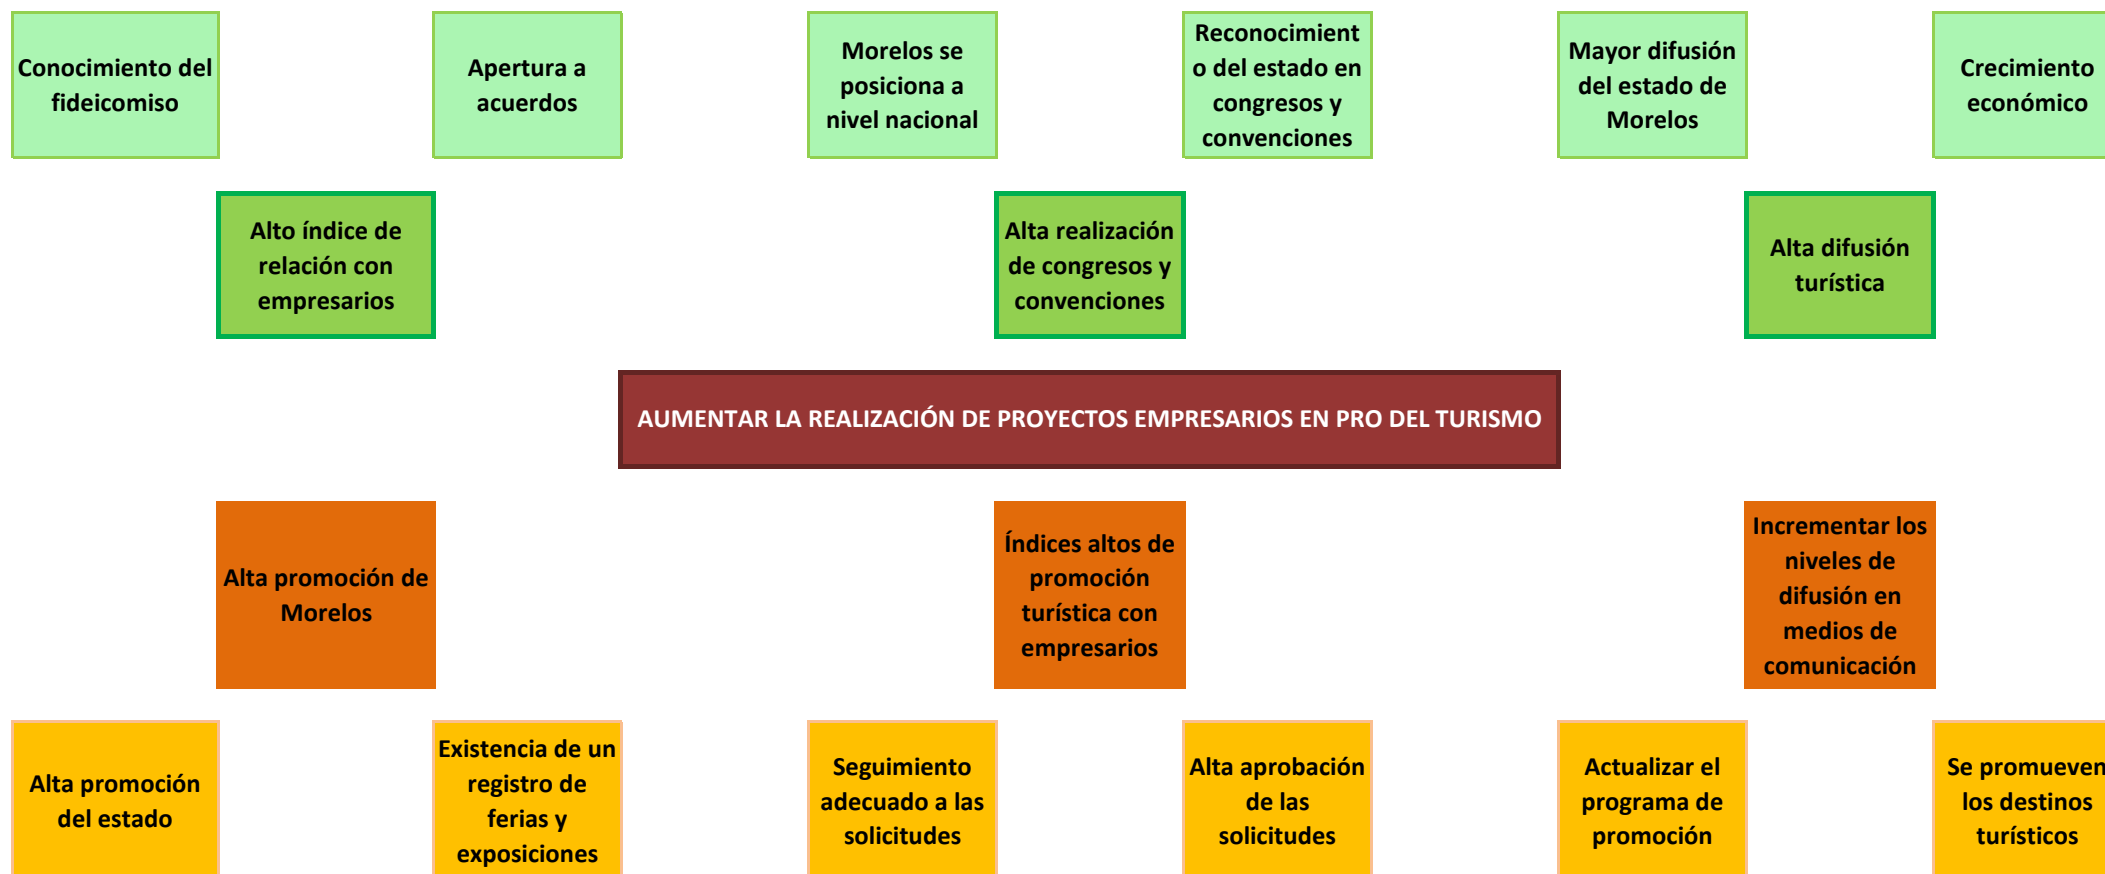 Conocimiento del
fideicomiso
Apertura a
acuerdos
Morelos se
posiciona a
nivel nacional
Reconocimient
o del estado en
congresos y
convenciones
Mayor difusión
del estado de
Morelos
Crecimiento
económico
Alto índice de
relación con
empresarios
Alta realización
de congresos y
convenciones
Alta difusión
turística
AUMENTAR LA REALIZACIÓN DE PROYECTOS EMPRESARIOS EN PRO DEL TURISMO
Alta promoción de
Morelos
Índices altos de
promoción
turística con
empresarios
Incrementar los
niveles de
difusión en
medios de
comunicación
Alta promoción
del estado
Existencia de un
registro de
ferias y
exposiciones
Seguimiento
adecuado a las
solicitudes
Alta aprobación
de las
solicitudes
Actualizar el
programa de
promoción
Se promueven
los destinos
turísticos